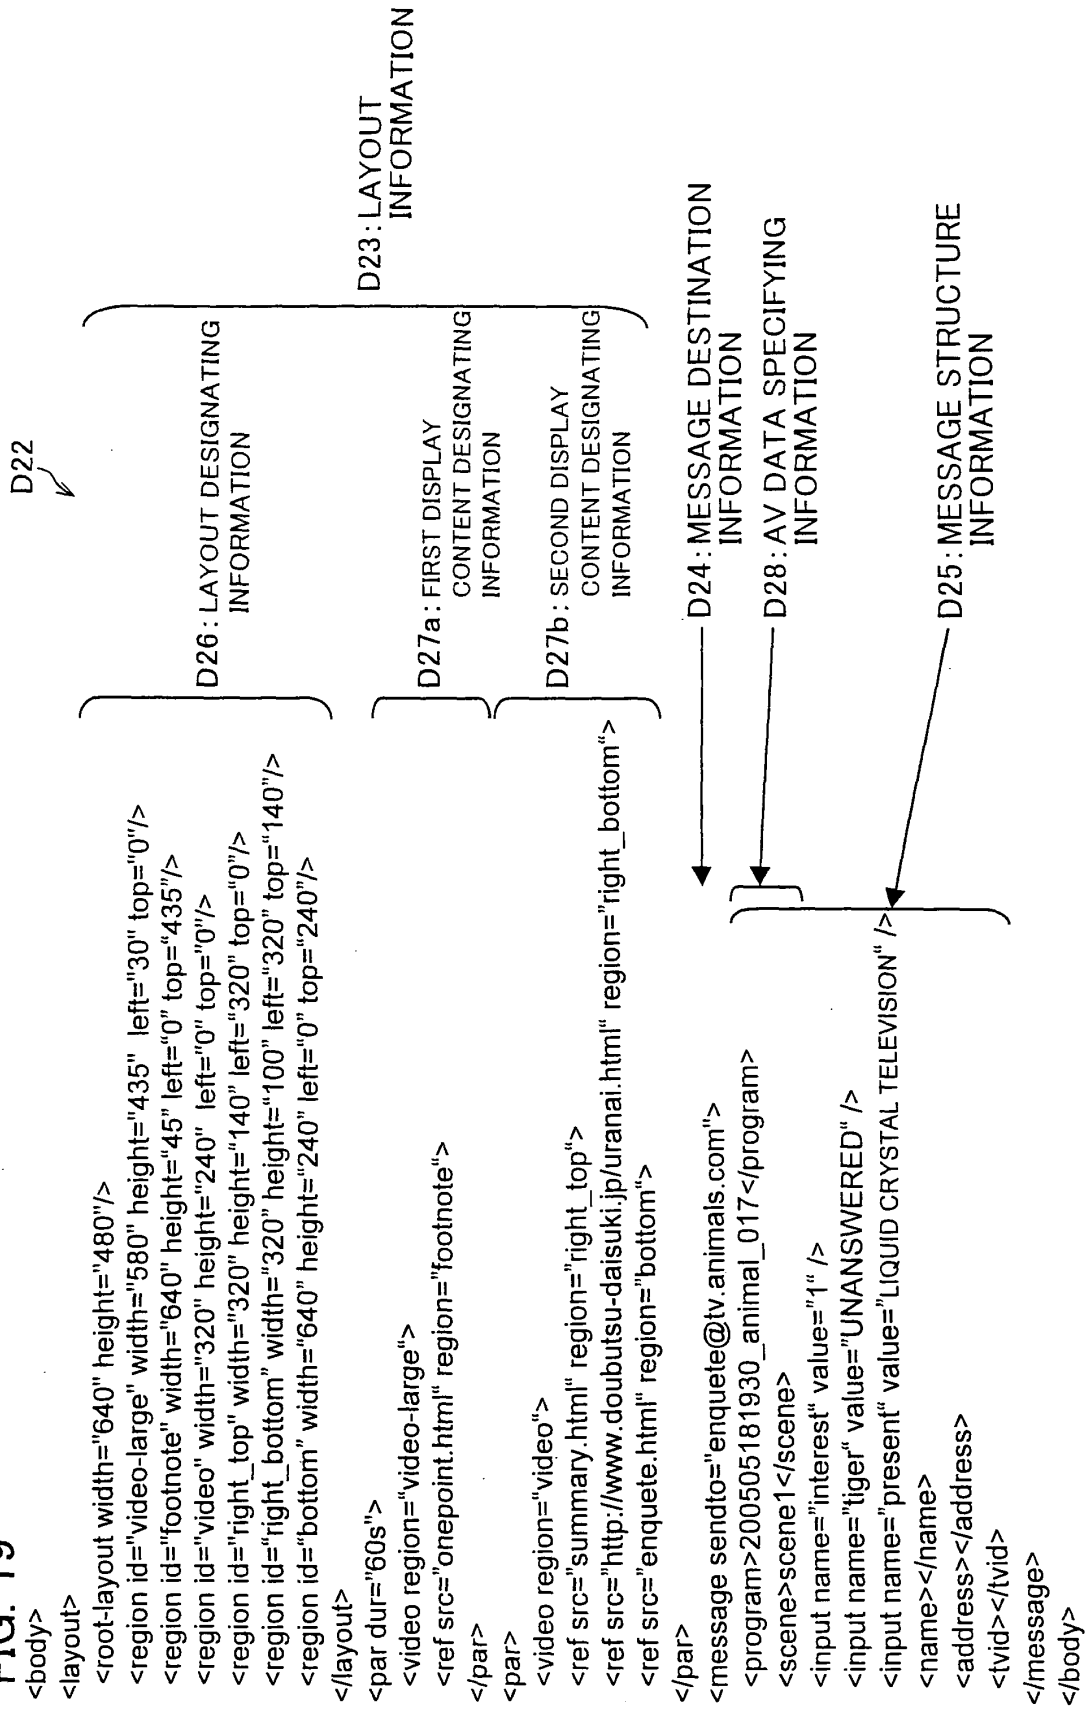 FIG. 19
D22
<body>
<layout>
<root-layout width="640" height="480"/>
<region id="video-large" width="580" height="435" left="30" top="0"/>
<region id="footnote" width="640" height="45" left="0" top="435"/>
<region id="video" width="320" height="240" left="0" top="0"/>
<region id="right_top" width="320" height="140" left="320" top="0"/>
<region id="right_bottom" width="320" height="100" left="320" top="140"/>
<region id="bottom" width="640" height="240" left="0" top="240"/>
</layout>
<par dur="60s">
<video region="video-large">
<ref src="onepoint.html" region="footnote">
</par>
<par>
<video region="video">
<ref src="summary.html" region="right_top">
<ref src="http://www.doubutsu-daisuki.jp/uranai.html" region="right_bottom">
<ref src="enquete.html" region="bottom">
</par>
<message sendto="enquete@tv.animals.com">
<program>200505181930_animal_017</program>
<scene>scene1</scene>
<input name="interest" value="1" />
<input name="tiger" value="UNANSWERED" />
<input name="present" value="LIQUID CRYSTAL TELEVISION" />
<name></name>
<address></address>
<tvid></tvid>
</message>
</body>
D26: LAYOUT DESIGNATING
INFORMATION
D27a: FIRST DISPLAY
CONTENT DESIGNATING
INFORMATION
D27b: SECOND DISPLAY
CONTENT DESIGNATING
INFORMATION
D23: LAYOUT
INFORMATION
D24: MESSAGE DESTINATION
INFORMATION
D28: AV DATA SPECIFYING
INFORMATION
D25: MESSAGE STRUCTURE
INFORMATION